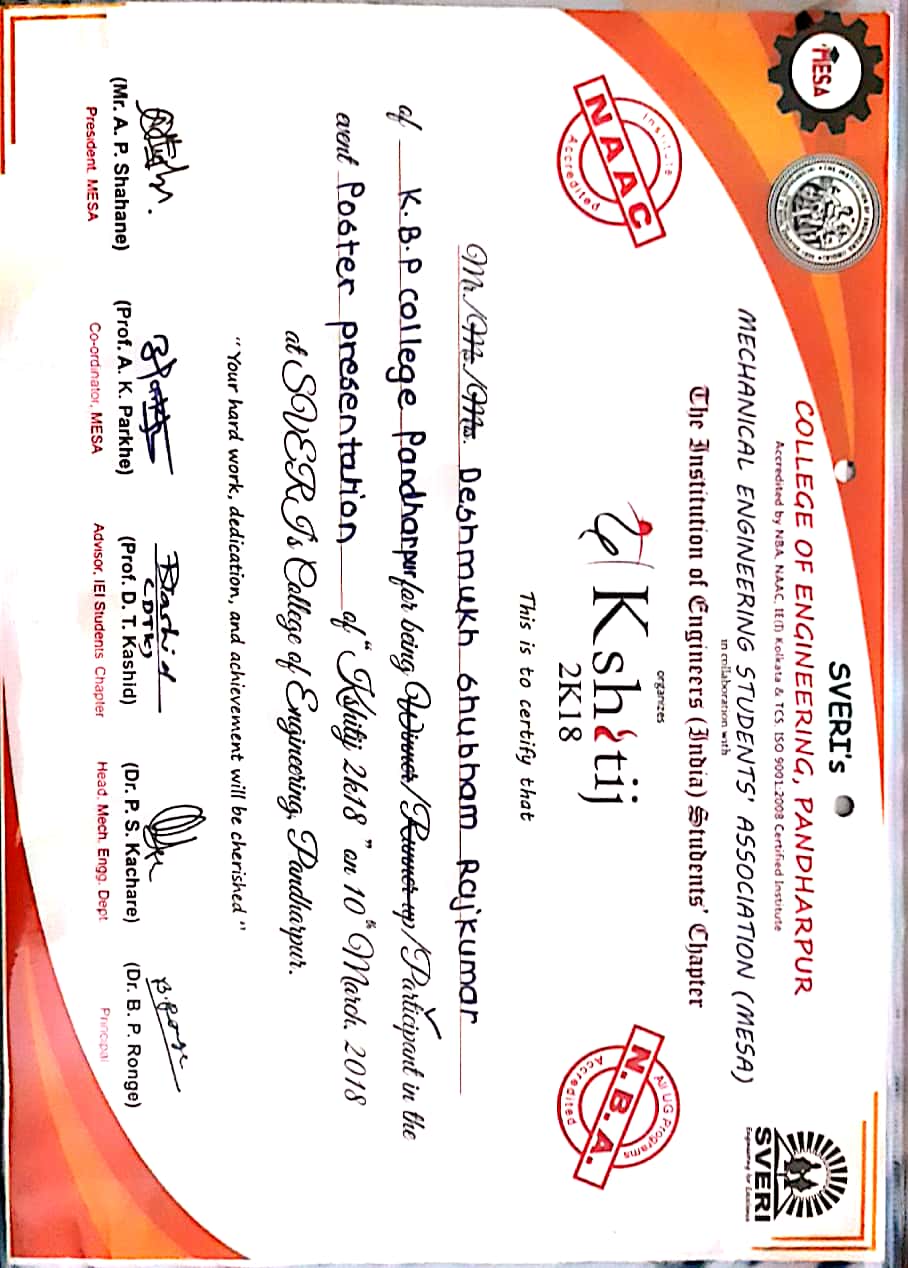 MESA
SVERI's
COLLEGE OF ENGINEERING, PANDHARPUR
Accredited by NBA, NAAC, IE(I) Kolkata & TCS, ISO 9001:2008 Certified Institute
SVERI
Engineering for Excellence
MECHANICAL ENGINEERING STUDENTS' ASSOCIATION (MESA)
in collaboration with
The Institution of Engineers (India) Students' Chapter
organizes
Institute
NAAC
Accredited
Kshitij
2K18
All UG Programs
N.B.A.
Accredited
This is to certify that
Mr./Ms./Mrs. Deshmukh Shubham Rajkumar
of K.B.P college Pandharpur for being Winner/Runner up/Participant in the
event Poster presentation of "Kshitij 2k18" on 10th March. 2018
at SVERI's College of Engineering, Pandharpur.
"Your hard work, dedication, and achievement will be cherished"
(DTK)
(Mr. A. P. Shahane) (Prof. A. K. Parkhe) (Prof. D. T. Kashid) (Dr. P. S. Kachare) (Dr. B. P. Ronge)
President, MESA Co-ordinator, MESA Advisor, IEI Students Chapter Head, Mech. Engg. Dept Principal